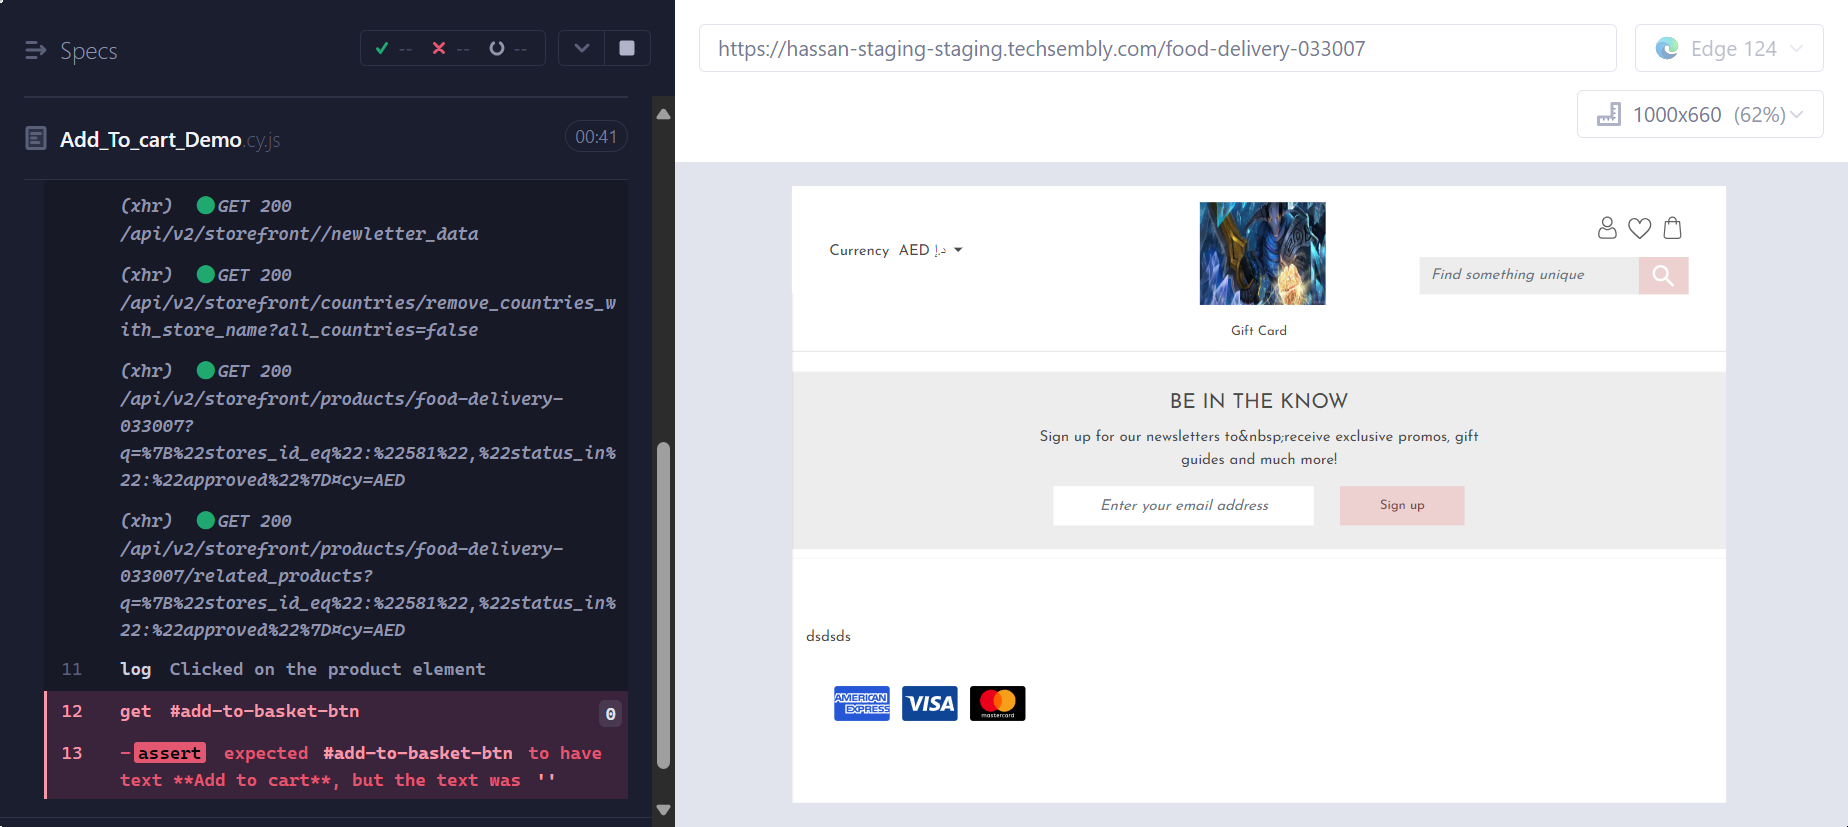 Specs
--
--
--
Add_To_cart_Demo.cy.js
00:41
(xhr) GET 200
/api/v2/storefront//newletter_data
(xhr) GET 200
/api/v2/storefront/countries/remove_countries_w
ith_store_name?all_countries=false
(xhr) GET 200
/api/v2/storefront/products/food-delivery-
033007?
q=%7B%22stores_id_eq%22:%22581%22,%22status_in%
22:%22approved%22%7D¤cy=AED
(xhr) GET 200
/api/v2/storefront/products/food-delivery-
033007/related_products?
q=%7B%22stores_id_eq%22:%22581%22,%22status_in%
22:%22approved%22%7D¤cy=AED
11 log Clicked on the product element
12 get #add-to-basket-btn 0
13 -assert expected #add-to-basket-btn to have
text **Add to cart**, but the text was ''
https://hassan-staging-staging.techsembly.com/food-delivery-033007
Edge 124
1000x660 (62%)
Currency AED د.إ
Find something unique
Gift Card
BE IN THE KNOW
Sign up for our newsletters to&nbsp;receive exclusive promos, gift
guides and much more!
Enter your email address
Sign up
dsdsds
AMERICAN
EXPRESS
VISA
mastercard